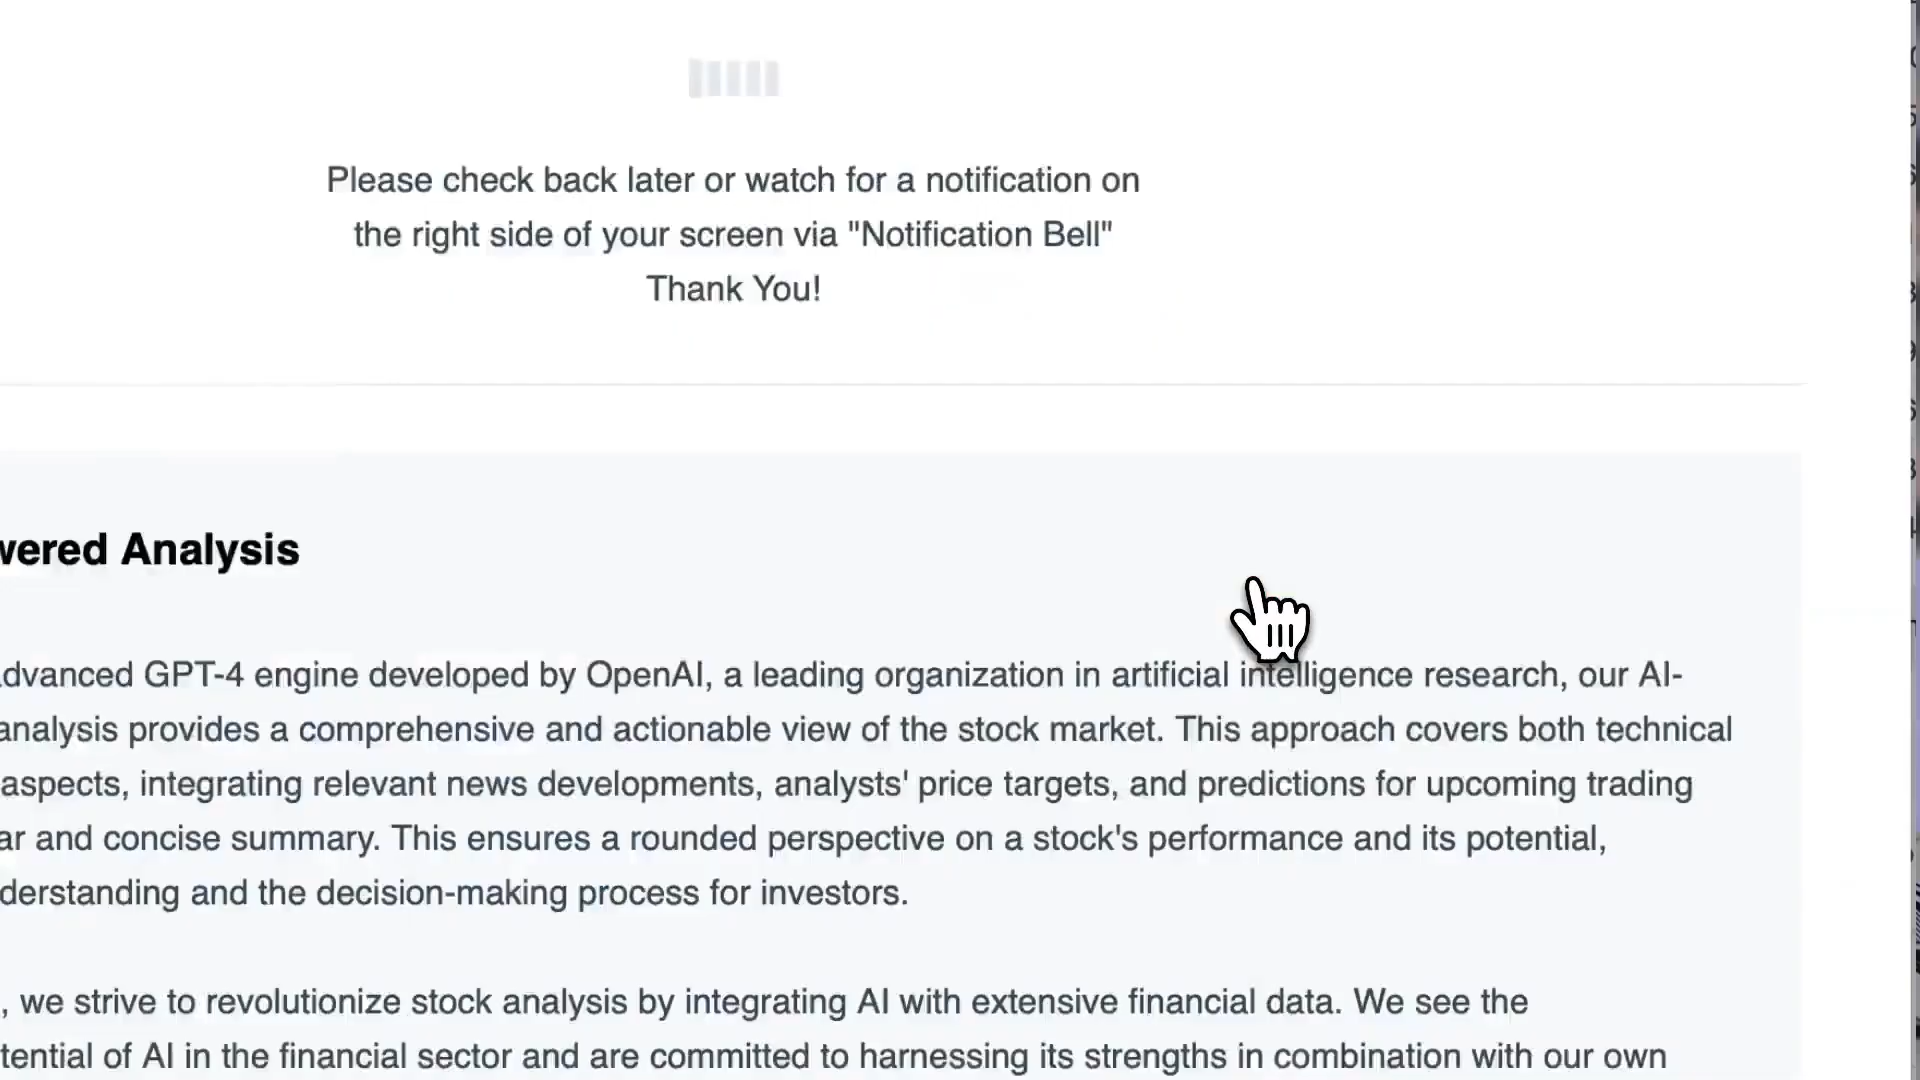 Please check back later or watch for a notification on
the right side of your screen via "Notification Bell"
Thank You!
Analysis
GPT-4 engine developed by OpenAI, a leading organization in artificial intelligence research, our AI-
analysis provides a comprehensive and actionable view of the stock market. This approach covers both technical
aspects, integrating relevant news developments, analysts' price targets, and predictions for upcoming trading
and concise summary. This ensures a rounded perspective on a stock's performance and its potential,
and the decision-making process for investors.
, we strive to revolutionize stock analysis by integrating AI with extensive financial data. We see the
of AI in the financial sector and are committed to harnessing its strengths in combination with our own